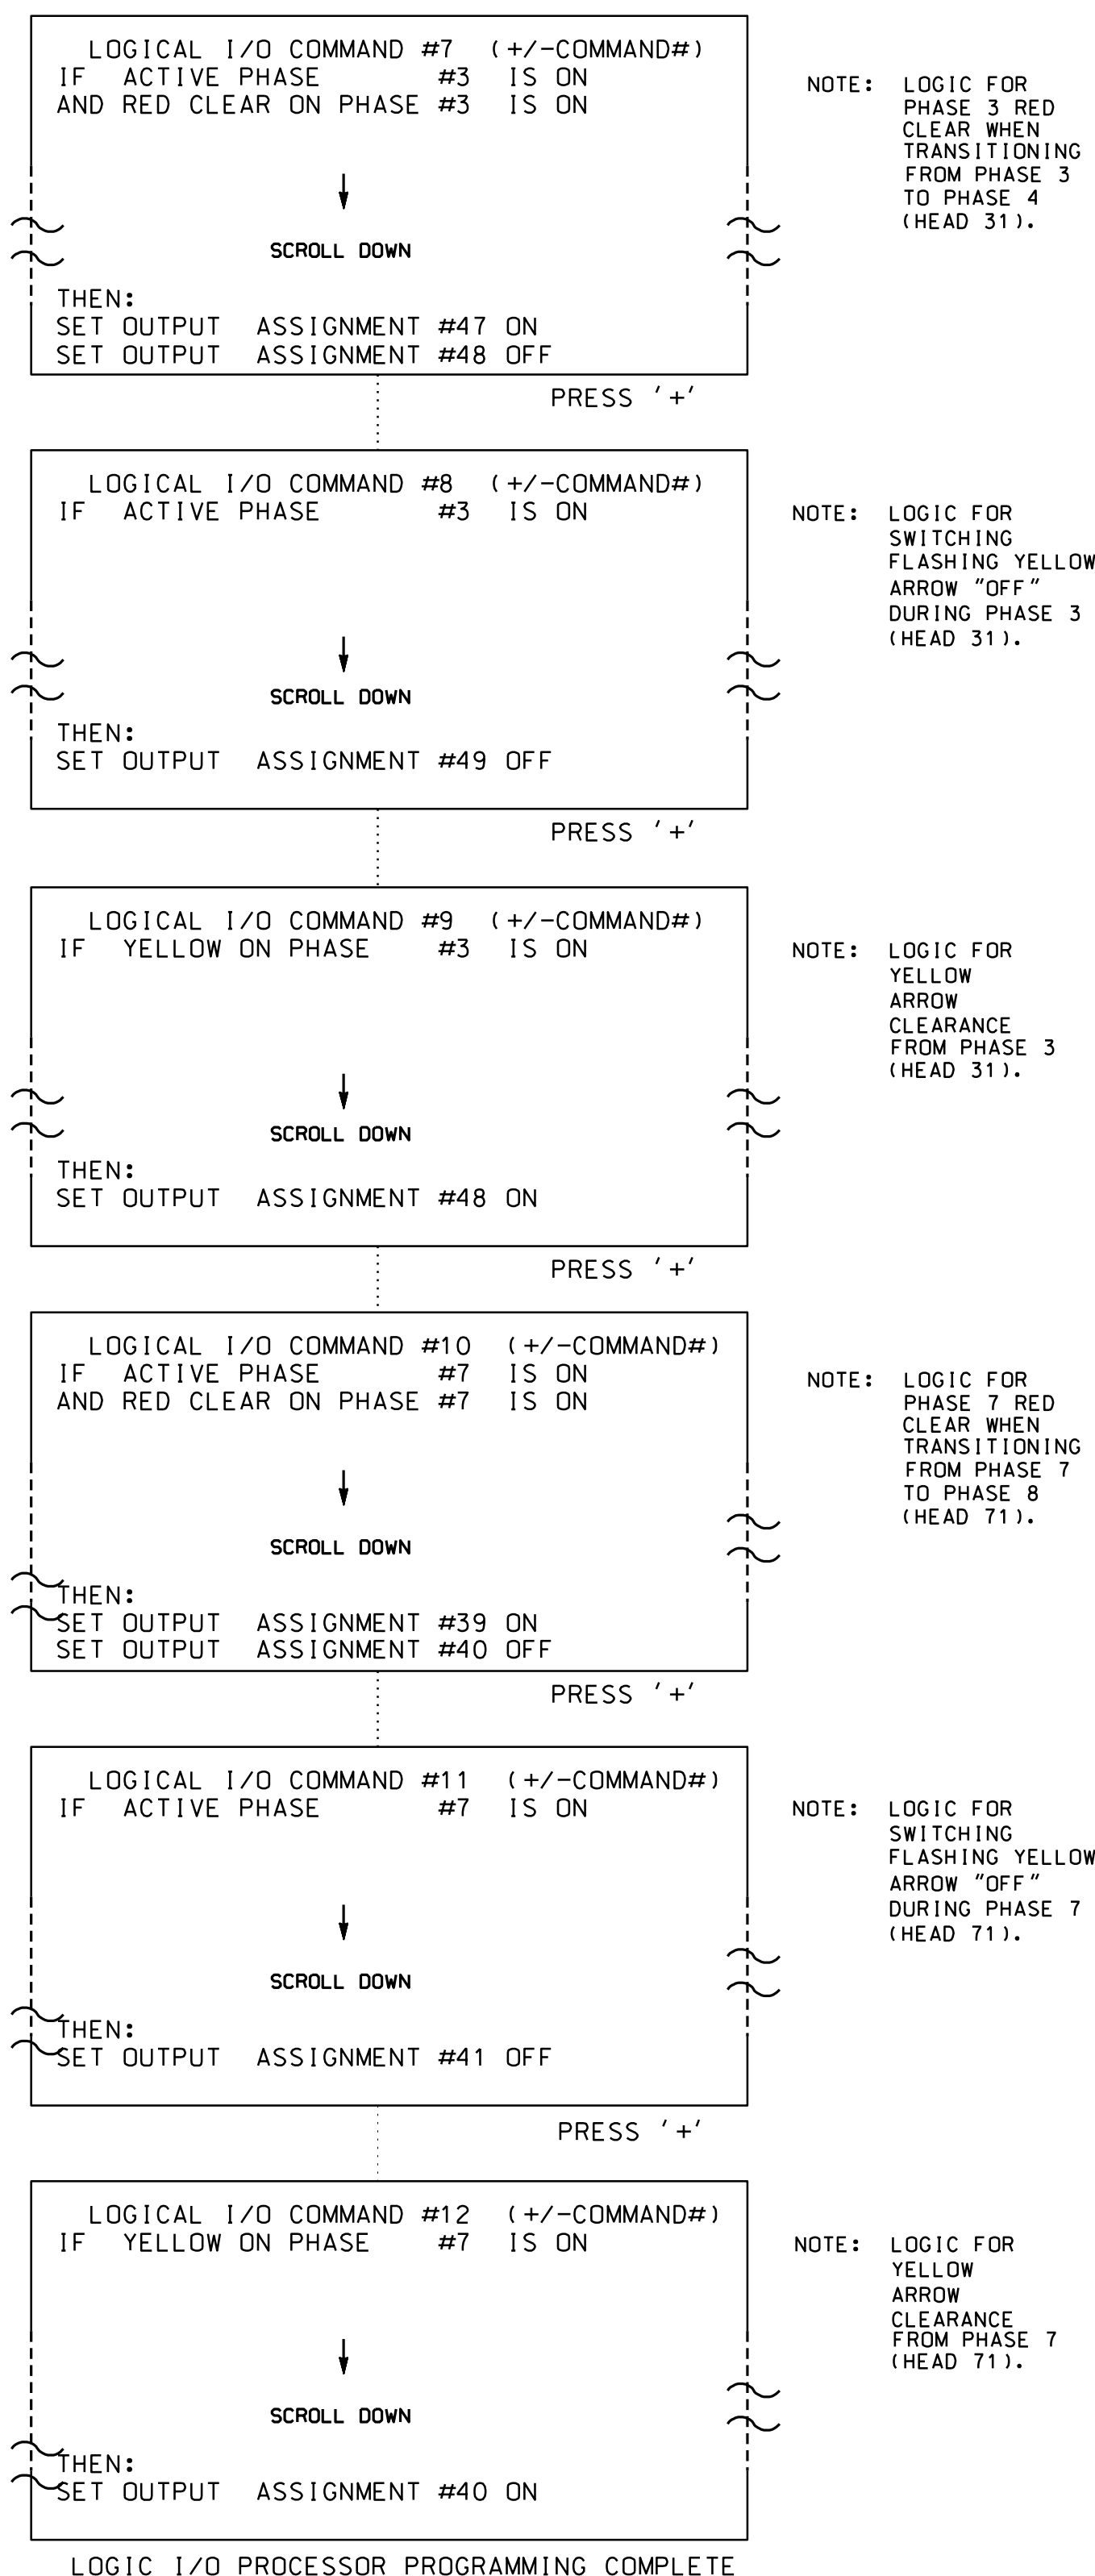 LOGICAL I/O COMMAND #7 (+/-COMMAND#)
IF ACTIVE PHASE #3 IS ON
AND RED CLEAR ON PHASE #3 IS ON
SCROLL DOWN
THEN:
SET OUTPUT ASSIGNMENT #47 ON
SET OUTPUT ASSIGNMENT #48 OFF
NOTE: LOGIC FOR
PHASE 3 RED
CLEAR WHEN
TRANSITIONING
FROM PHASE 3
TO PHASE 4
(HEAD 31).
PRESS '+'
LOGICAL I/O COMMAND #8 (+/-COMMAND#)
IF ACTIVE PHASE #3 IS ON
SCROLL DOWN
THEN:
SET OUTPUT ASSIGNMENT #49 OFF
NOTE: LOGIC FOR
SWITCHING
FLASHING YELLOW
ARROW "OFF"
DURING PHASE 3
(HEAD 31).
PRESS '+'
LOGICAL I/O COMMAND #9 (+/-COMMAND#)
IF YELLOW ON PHASE #3 IS ON
SCROLL DOWN
THEN:
SET OUTPUT ASSIGNMENT #48 ON
NOTE: LOGIC FOR
YELLOW
ARROW
CLEARANCE
FROM PHASE 3
(HEAD 31).
PRESS '+'
LOGICAL I/O COMMAND #10 (+/-COMMAND#)
IF ACTIVE PHASE #7 IS ON
AND RED CLEAR ON PHASE #7 IS ON
SCROLL DOWN
THEN:
SET OUTPUT ASSIGNMENT #39 ON
SET OUTPUT ASSIGNMENT #40 OFF
NOTE: LOGIC FOR
PHASE 7 RED
CLEAR WHEN
TRANSITIONING
FROM PHASE 7
TO PHASE 8
(HEAD 71).
PRESS '+'
LOGICAL I/O COMMAND #11 (+/-COMMAND#)
IF ACTIVE PHASE #7 IS ON
SCROLL DOWN
THEN:
SET OUTPUT ASSIGNMENT #41 OFF
NOTE: LOGIC FOR
SWITCHING
FLASHING YELLOW
ARROW "OFF"
DURING PHASE 7
(HEAD 71).
PRESS '+'
LOGICAL I/O COMMAND #12 (+/-COMMAND#)
IF YELLOW ON PHASE #7 IS ON
SCROLL DOWN
THEN:
SET OUTPUT ASSIGNMENT #40 ON
NOTE: LOGIC FOR
YELLOW
ARROW
CLEARANCE
FROM PHASE 7
(HEAD 71).
LOGIC I/O PROCESSOR PROGRAMMING COMPLETE